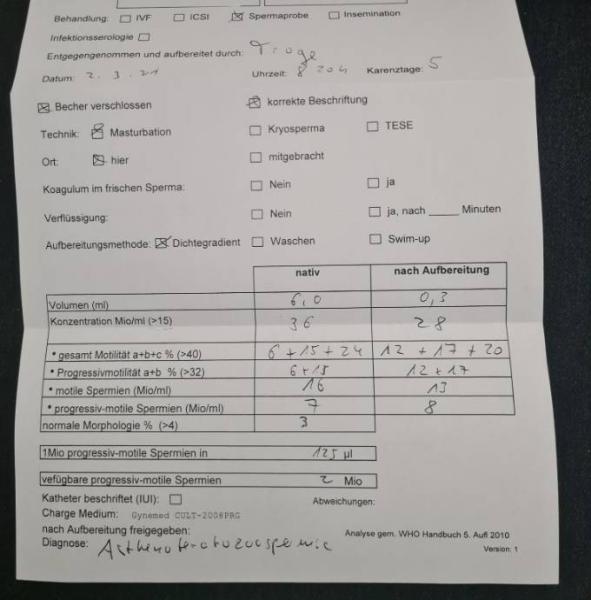 Behandlung: ☐ IVF ☐ ICSI ☒ Spermaprobe ☐ Insemination
Infektionsserologie ☐
Entgegengenommen und aufbereitet durch: Troge
Datum: 2.3.21 Uhrzeit: 8 20h Karenztage: 5
☒ Becher verschlossen ☒ korrekte Beschriftung
Technik: ☒ Masturbation ☐ Kryosperma ☐ TESE
Ort: ☒ hier ☐ mitgebracht
Koagulum im frischen Sperma: ☐ Nein ☐ ja
Verflüssigung: ☐ Nein ☐ ja, nach _____ Minuten
Aufbereitungsmethode: ☒ Dichtegradient ☐ Waschen ☐ Swim-up
nativ nach Aufbereitung
Volumen (ml) 6,0 0,3
Konzentration Mio/ml (>15) 36 28
* gesamt Motilität a+b+c % (>40) 6+15+24 12+17+20
* Progressivmotilität a+b % (>32) 6+15 12+17
* motile Spermien (Mio/ml) 16 13
* progressiv-motile Spermien (Mio/ml) 7 8
normale Morphologie % (>4) 3
1Mio progressiv-motile Spermien in 125 µl
vefügbare progressiv-motile Spermien 2 Mio
Katheter beschriftet (IUI): ☐ Abweichungen:
Charge Medium: Gynemed CULT-2008PRG
nach Aufbereitung freigegeben:
Analyse gem. WHO Handbuch 5. Aufl 2010
Diagnose: Asthenoteratozoospermie
Version: 1